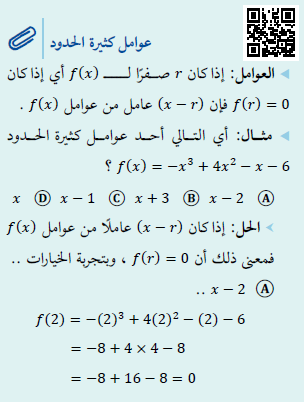 عوامل كثيرة الحدود
العوامل: إذا كان r صفرًا لـ f(x) أي إذا كان
f(r) = 0 فإن (x − r) عامل من عوامل f(x) .
مثال: أي التالي أحد عوامل كثيرة الحدود
f(x) = −x³ + 4x² − x − 6 ؟
Ⓐ x − 2 Ⓑ x + 3 Ⓒ x − 1 Ⓓ x
الحل: إذا كان (x − r) عاملًا من عوامل f(x)
فمعنى ذلك أن f(r) = 0 ، وبتجربة الخيارات ..
Ⓐ x − 2 ..
f(2) = −(2)³ + 4(2)² − (2) − 6
= −8 + 4 × 4 − 8
= −8 + 16 − 8 = 0